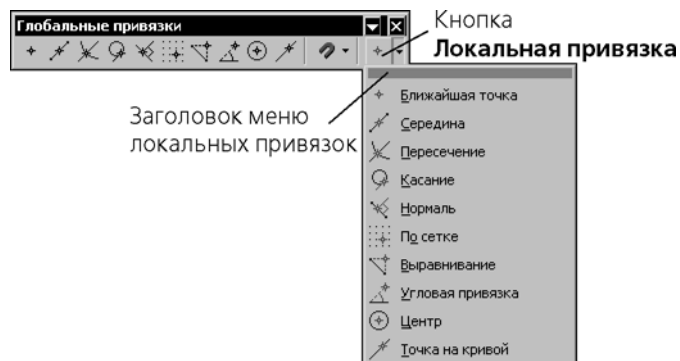 Глобальные привязки
Кнопка
Локальная привязка
Заголовок меню
локальных привязок
Ближайшая точка
Середина
Пересечение
Касание
Нормаль
По сетке
Выравнивание
Угловая привязка
Центр
Точка на кривой